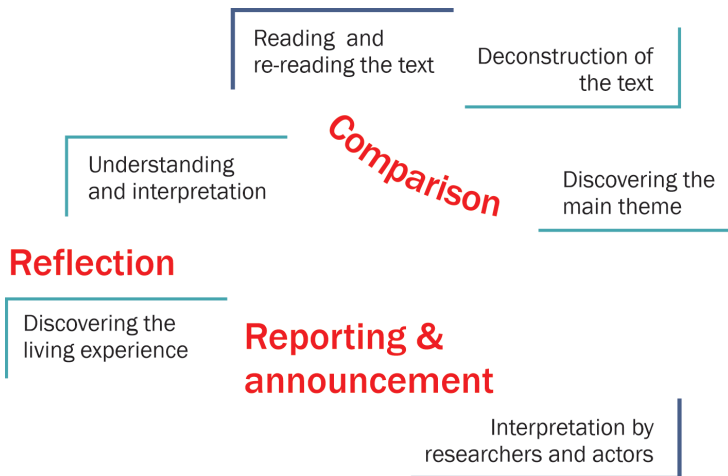 Reading and
re-reading the text
Deconstruction of
the text
Comparison
Understanding
and interpretation
Discovering the
main theme
Reflection
Discovering the
living experience
Reporting &
announcement
Interpretation by
researchers and actors